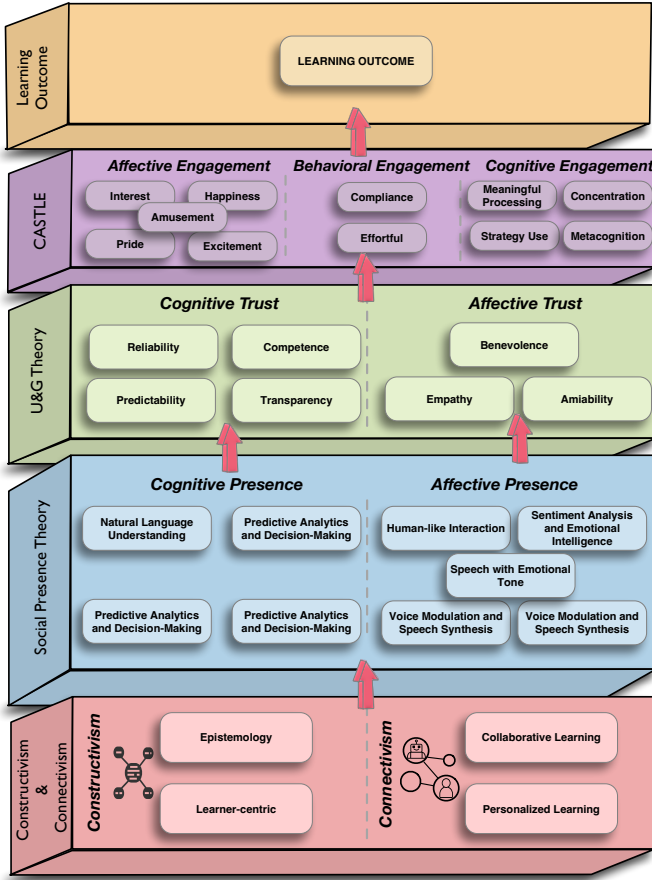 Learning
Outcome
LEARNING OUTCOME
CASTLE
Affective Engagement
Interest
Happiness
Amusement
Pride
Excitement
Behavioral Engagement
Compliance
Effortful
Cognitive Engagement
Meaningful
Processing
Concentration
Strategy Use
Metacognition
U&G Theory
Cognitive Trust
Reliability
Competence
Predictability
Transparency
Affective Trust
Benevolence
Empathy
Amiability
Social Presence Theory
Cognitive Presence
Natural Language
Understanding
Predictive Analytics
and Decision-Making
Predictive Analytics
and Decision-Making
Predictive Analytics
and Decision-Making
Affective Presence
Human-like Interaction
Sentiment Analysis
and Emotional
Intelligence
Speech with Emotional
Tone
Voice Modulation and
Speech Synthesis
Voice Modulation and
Speech Synthesis
Constructivism
&
Connectivism
Constructivism
Epistemology
Learner-centric
Connectivism
Collaborative Learning
Personalized Learning